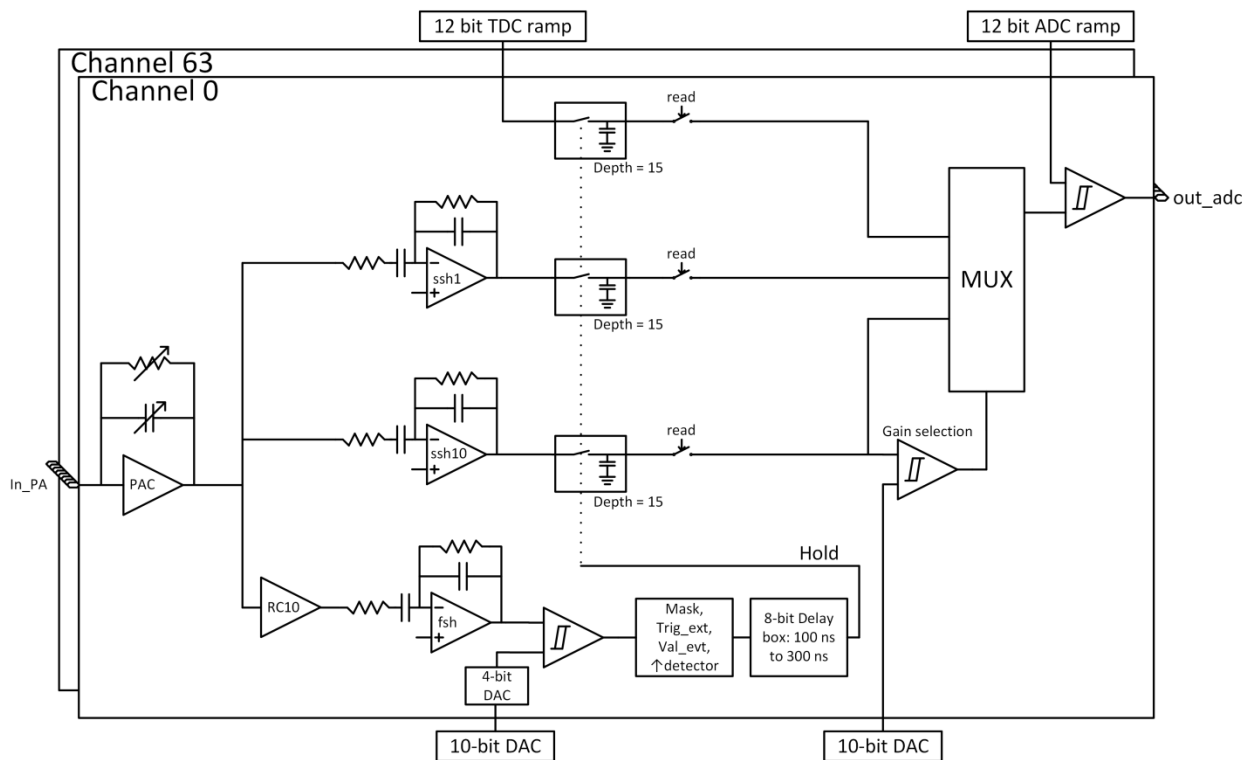 12 bit TDC ramp
12 bit ADC ramp
Channel 63
Channel 0
read
Depth = 15
out_adc
ssh1
read
MUX
Depth = 15
ssh10
read
Gain selection
Depth = 15
In_PA
PAC
Hold
RC10
fsh
Mask,
Trig_ext,
Val_evt,
↑detector
8-bit Delay
box: 100 ns
to 300 ns
4-bit
DAC
10-bit DAC
10-bit DAC